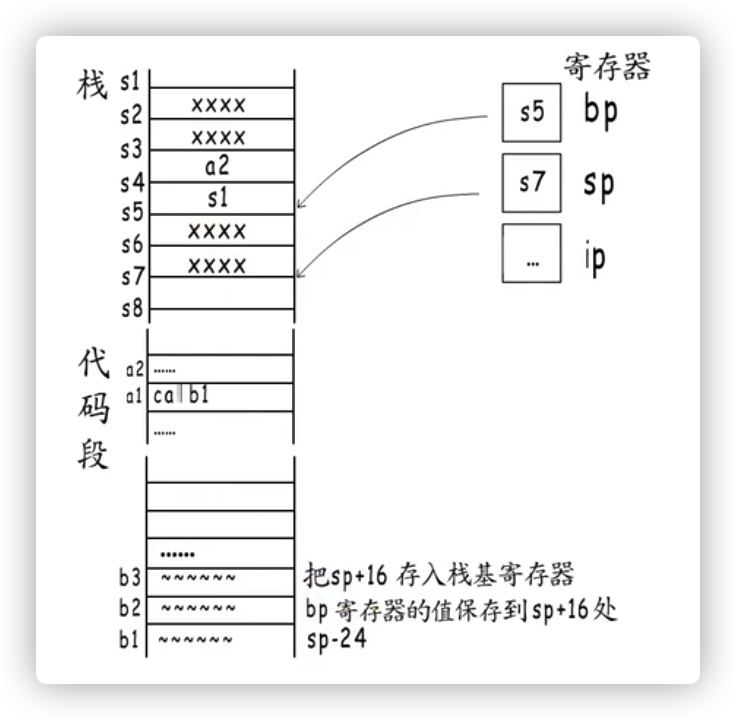 栈
寄存器
s1
s2
xxxx
s3
xxxx
s4
a2
s5
s1
s6
xxxx
s7
xxxx
s8
s5 bp
s7 sp
… ip
代码段
a2 ……
a1 call b1
……
……
b3 ~~~~~~ 把sp+16 存入栈基寄存器
b2 ~~~~~~ bp 寄存器的值保存到sp+16处
b1 ~~~~~~ sp-24